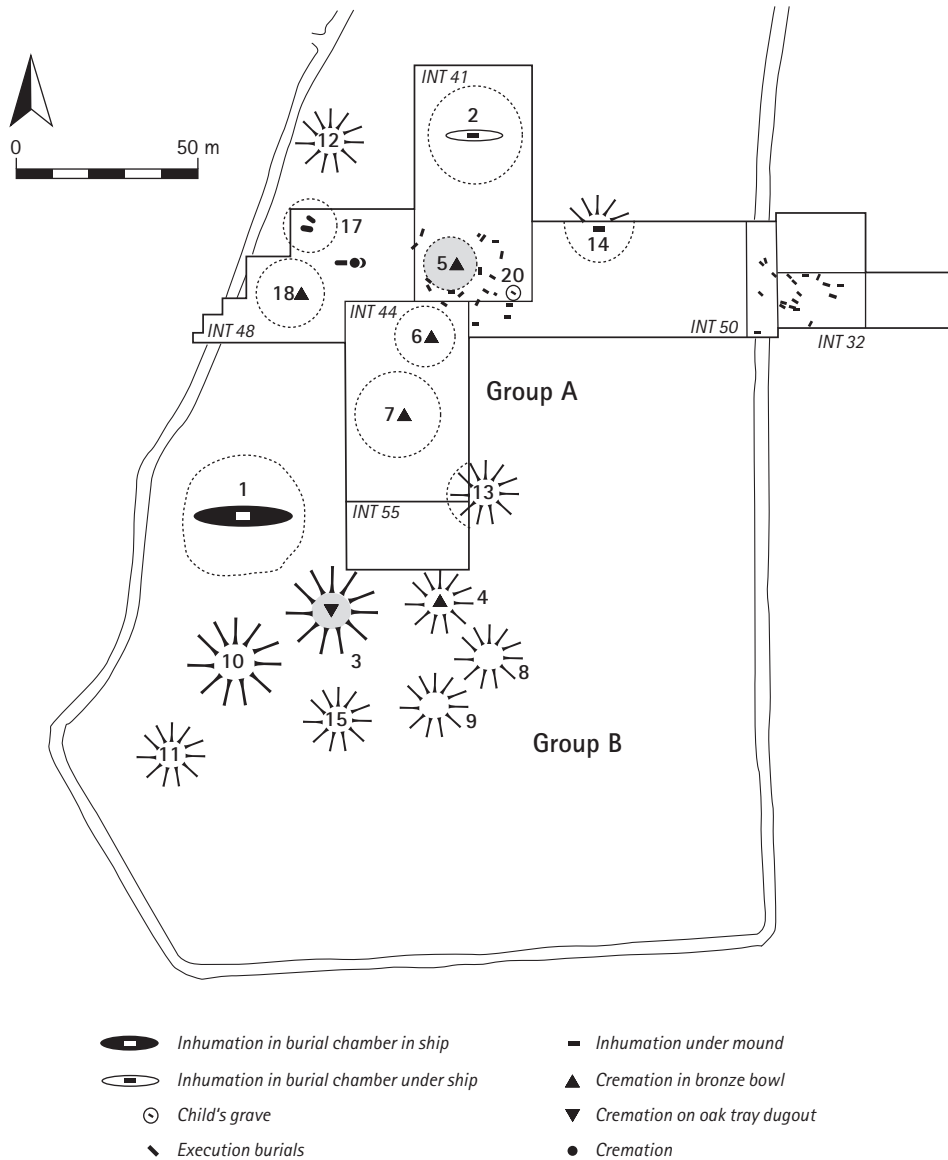 INT 41
2
12
0
50 m
17
14
5
20
18
INT 44
INT 48
6
INT 50
INT 32
Group A
7
1
13
INT 55
4
3
10
8
15
9
11
Group B
Inhumation in burial chamber in ship
Inhumation in burial chamber under ship
Child's grave
Execution burials
Inhumation under mound
Cremation in bronze bowl
Cremation on oak tray dugout
Cremation